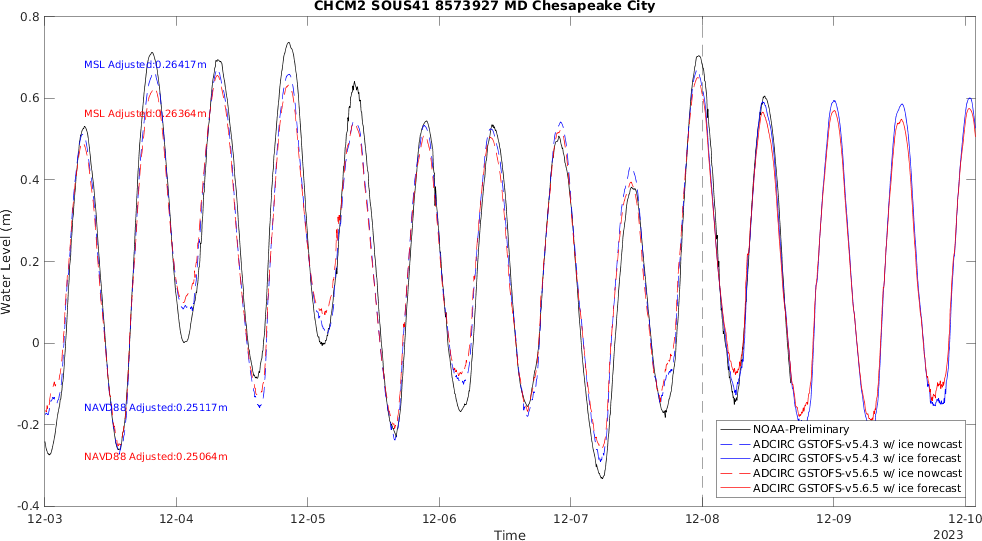 CHCM2 SOUS41 8573927 MD Chesapeake City
0.8
0.6
0.4
0.2
0
-0.2
-0.4
Water Level (m)
MSL Adjusted:0.26417m
MSL Adjusted:0.26364m
NAVD88 Adjusted:0.25117m
NAVD88 Adjusted:0.25064m
NOAA-Preliminary
ADCIRC GSTOFS-v5.4.3 w/ ice nowcast
ADCIRC GSTOFS-v5.4.3 w/ ice forecast
ADCIRC GSTOFS-v5.6.5 w/ ice nowcast
ADCIRC GSTOFS-v5.6.5 w/ ice forecast
12-03 12-04 12-05 12-06 12-07 12-08 12-09 12-10
Time
2023